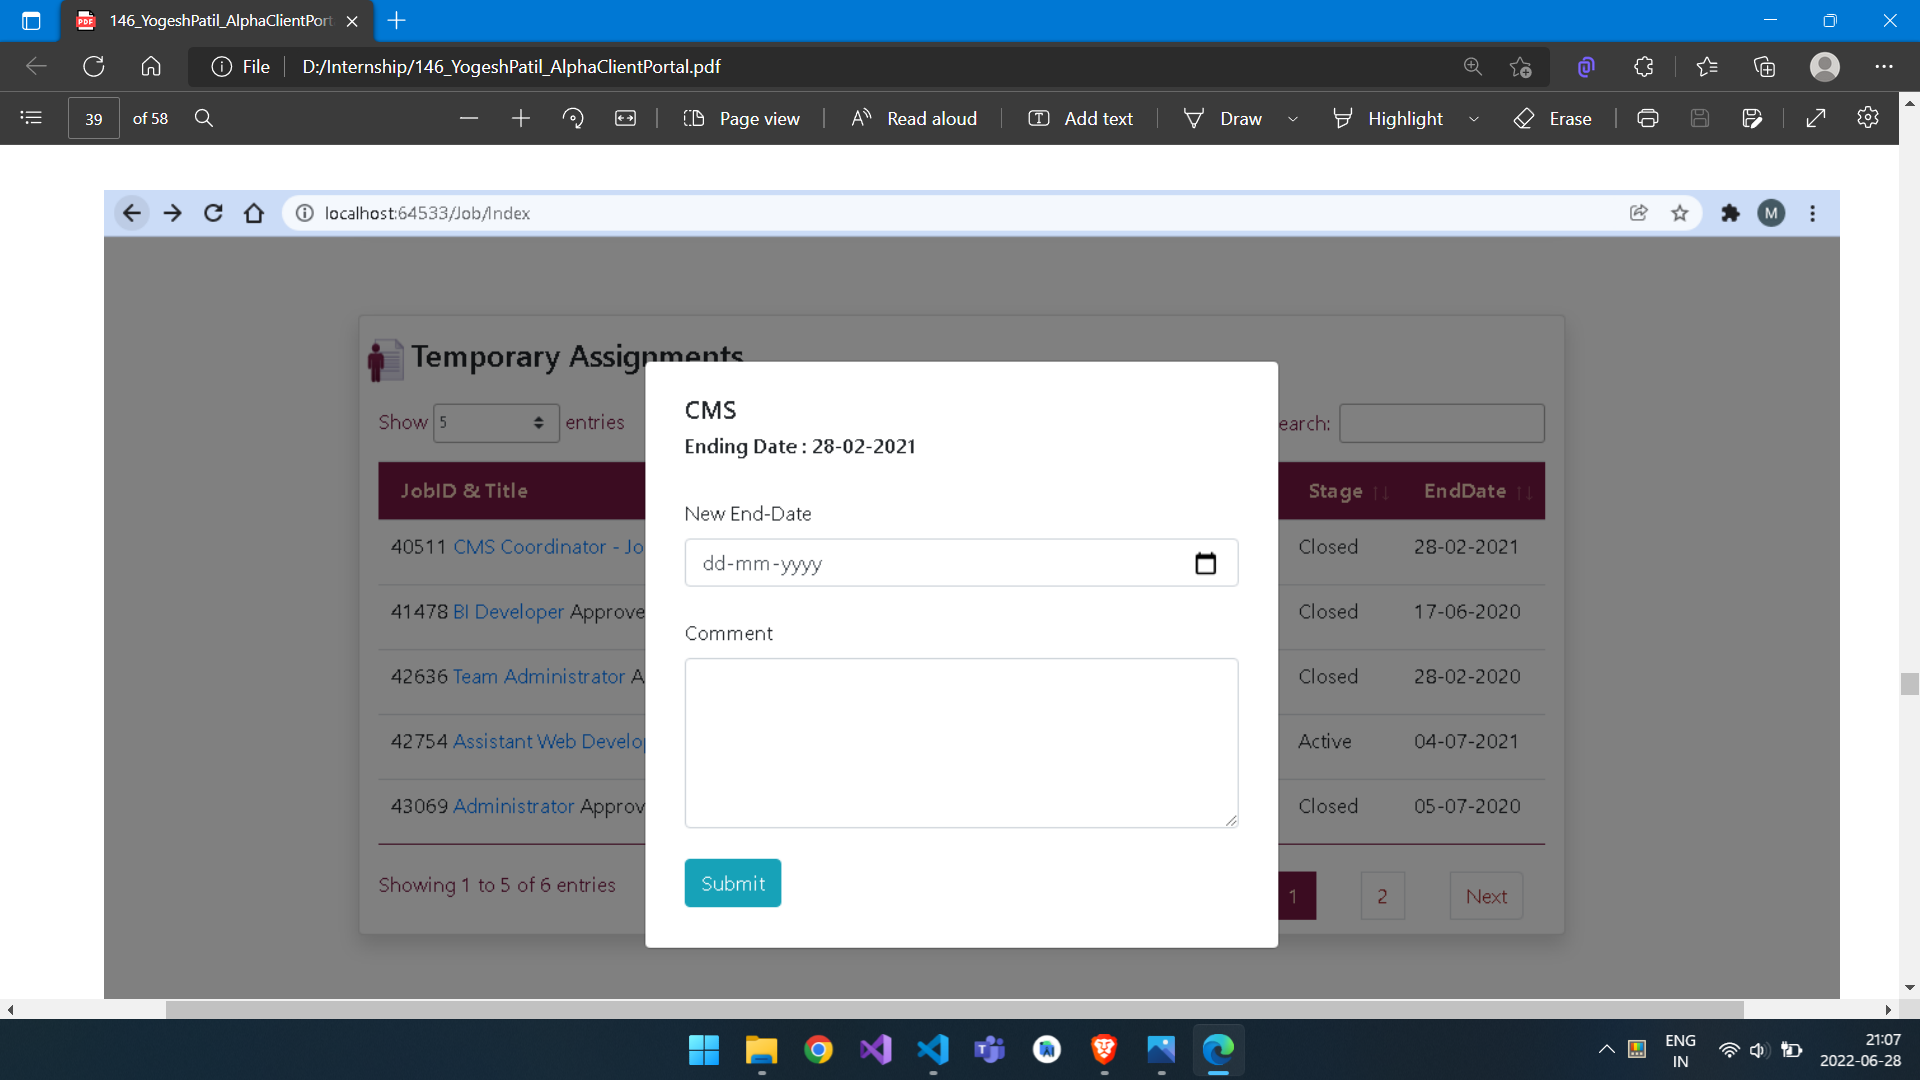 146_YogeshPatil_AlphaClientPort
File D:/Internship/146_YogeshPatil_AlphaClientPortal.pdf
39 of 58 Page view Read aloud Add text Draw Highlight Erase
localhost:64533/Job/Index M
Temporary Assignments
Show 5 entries earch:
JobID & Title Stage EndDate
40511 CMS Coordinator - Jo Closed 28-02-2021
41478 BI Developer Approve Closed 17-06-2020
42636 Team Administrator A Closed 28-02-2020
42754 Assistant Web Develop Active 04-07-2021
43069 Administrator Approv Closed 05-07-2020
Showing 1 to 5 of 6 entries 1 2 Next
CMS
Ending Date : 28-02-2021
New End-Date
dd-mm-yyyy
Comment
Submit
ENG
IN
21:07
2022-06-28